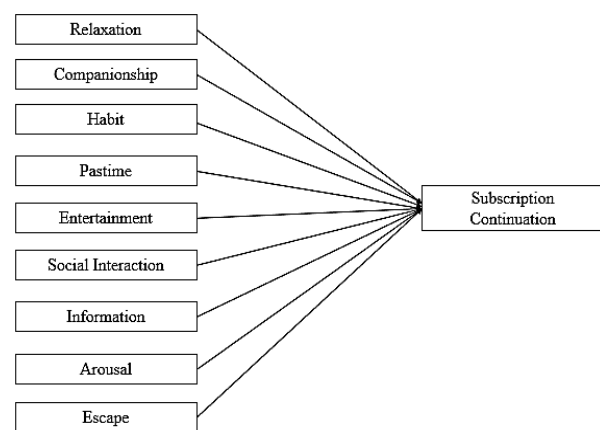 Relaxation
Companionship
Habit
Pastime
Entertainment
Social Interaction
Information
Arousal
Escape
Subscription
Continuation